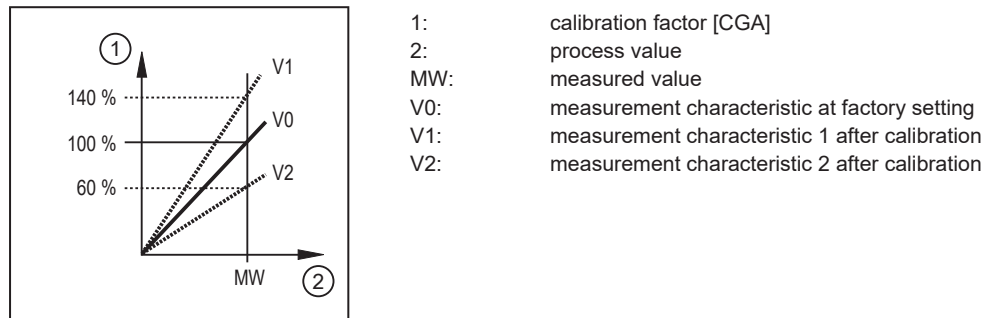 1
140 %
100 %
60 %
V1
V0
V2
MW
2
1: calibration factor [CGA]
2: process value
MW: measured value
V0: measurement characteristic at factory setting
V1: measurement characteristic 1 after calibration
V2: measurement characteristic 2 after calibration